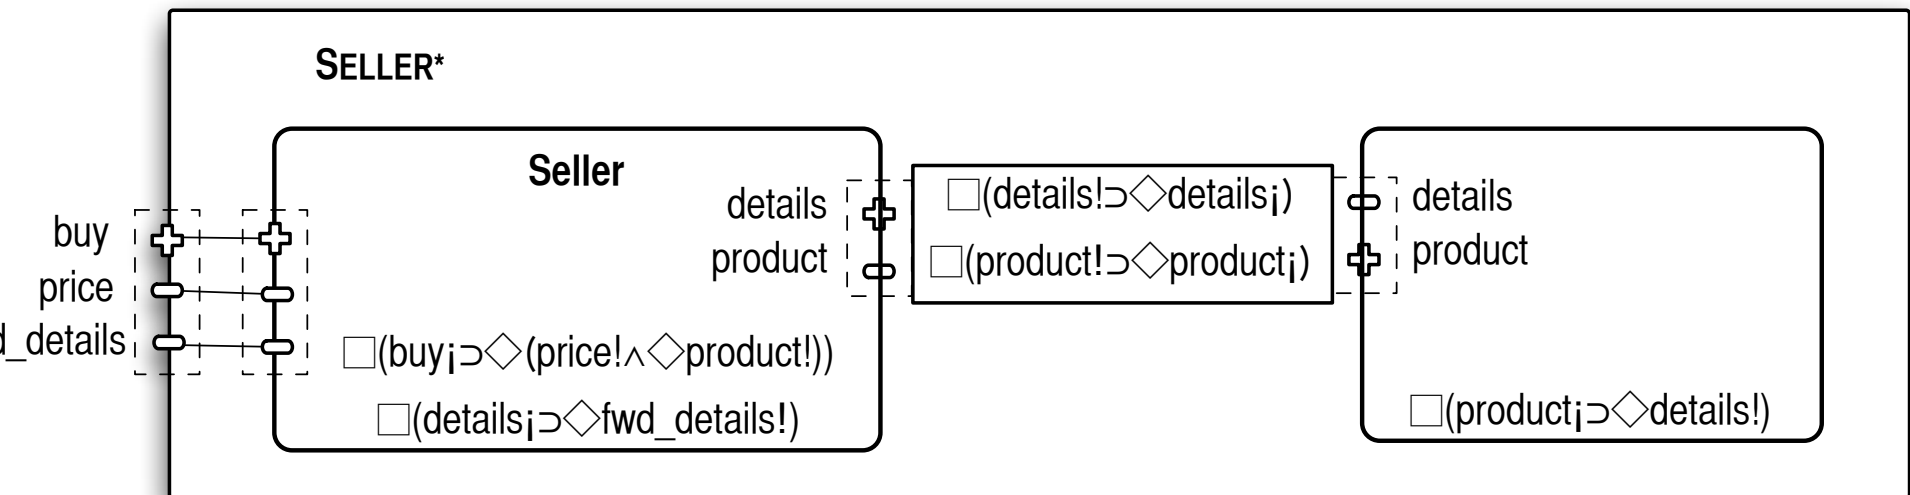 SELLER*
Seller
buy
price
d_details
details
product
□(buy¡⊃◇(price!∧◇product!))
□(details¡⊃◇fwd_details!)
□(details!⊃◇details¡)
□(product!⊃◇product¡)
details
product
□(product¡⊃◇details!)